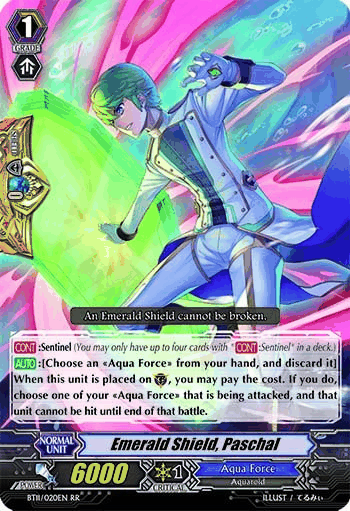 1
GRADE
0
An Emerald Shield cannot be broken.
CONT :Sentinel (You may only have up to four cards with "CONT:Sentinel" in a deck.)
AUTO :[Choose an «Aqua Force» from your hand, and discard it]
When this unit is placed on , you may pay the cost. If you do,
choose one of your «Aqua Force» that is being attacked, and that
unit cannot be hit until end of that battle.
NORMAL
UNIT
Emerald Shield, Paschal
POWER
6000
1
CRITICAL
Aqua Force
Aquaroid
BT11/020EN RR
ILLUST / てるみぃ